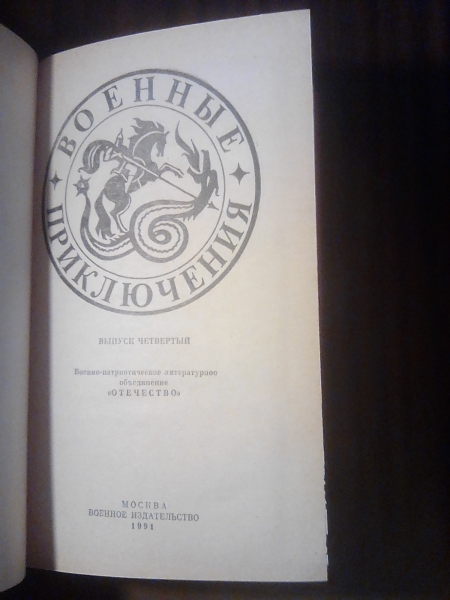 ВОЕННЫЕ
ПРИКЛЮЧЕНИЯ
ВЫПУСК ЧЕТВЕРТЫЙ
Военно-патриотическое литературное
объединение
«ОТЕЧЕСТВО»
МОСКВА
ВОЕННОЕ ИЗДАТЕЛЬСТВО
1991